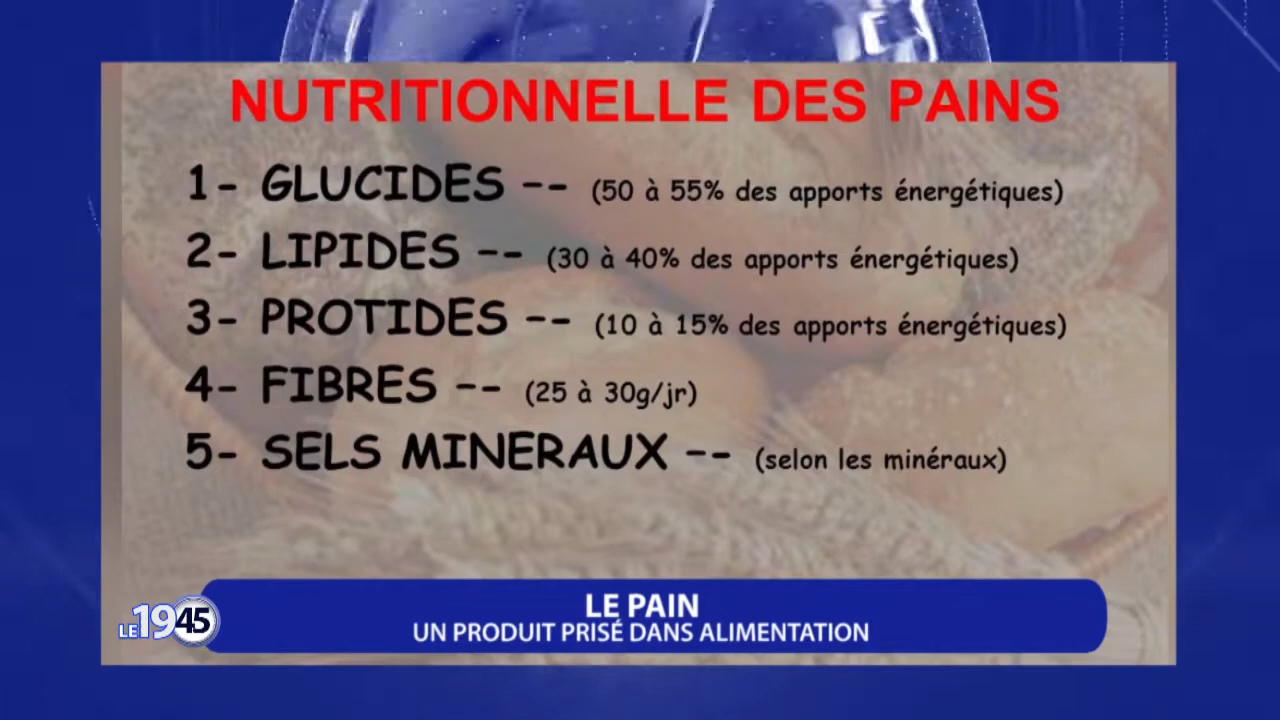 NUTRITIONNELLE DES PAINS
1- GLUCIDES -- (50 à 55% des apports énergétiques)
2- LIPIDES -- (30 à 40% des apports énergétiques)
3- PROTIDES -- (10 à 15% des apports énergétiques)
4- FIBRES -- (25 à 30g/jr)
5- SELS MINERAUX -- (selon les minéraux)
LE PAIN
UN PRODUIT PRISÉ DANS ALIMENTATION
LE 1945